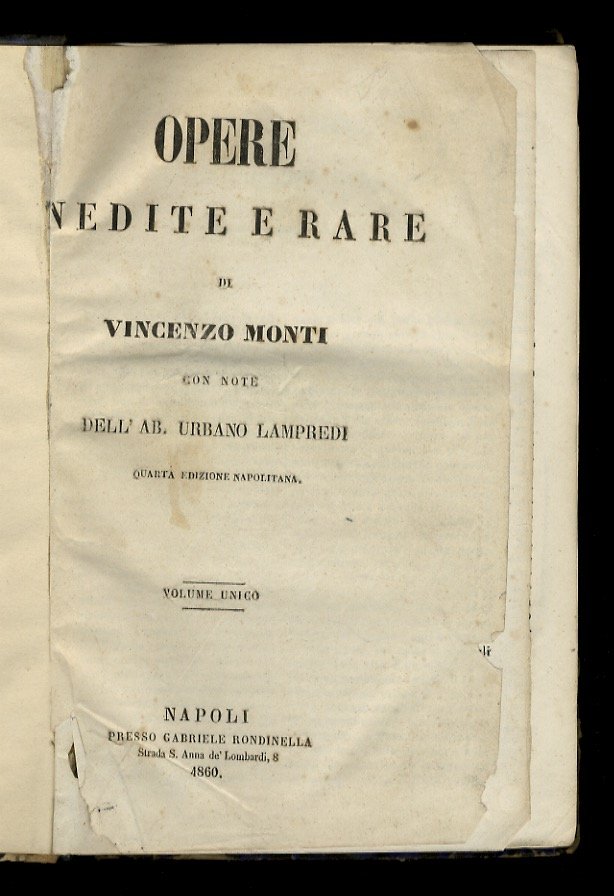 OPERE
NEDITE E RARE
DI
VINCENZO MONTI
CON NOTE
DELL' AB. URBANO LAMPREDI
QUARTA EDIZIONE NAPOLITANA.
VOLUME UNICO
li
NAPOLI
PRESSO GABRIELE RONDINELLA
Strada S. Anna de' Lombardi, 8
1860.